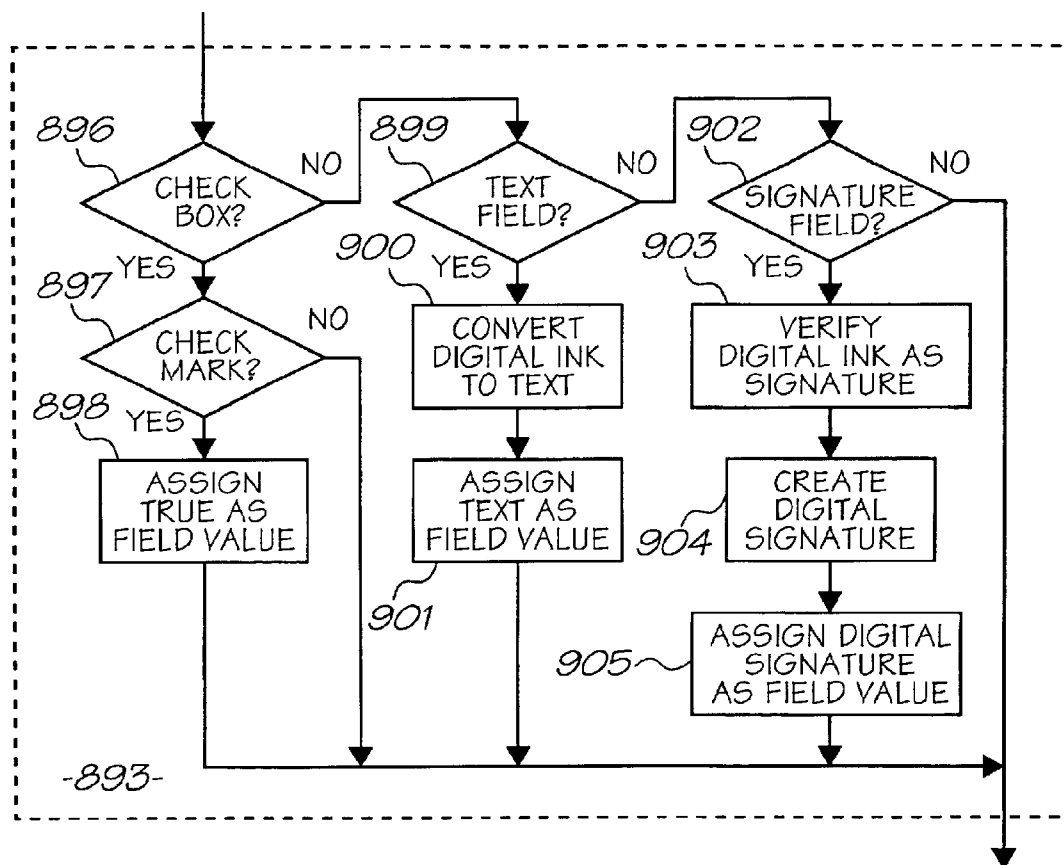 896
CHECK
BOX?
NO
YES
897
CHECK
MARK?
NO
YES
898
ASSIGN
TRUE AS
FIELD VALUE
899
TEXT
FIELD?
NO
YES
900
CONVERT
DIGITAL INK
TO TEXT
ASSIGN
TEXT AS
FIELD VALUE
901
902
SIGNATURE
FIELD?
NO
YES
903
VERIFY
DIGITAL INK AS
SIGNATURE
CREATE
DIGITAL
SIGNATURE
904
ASSIGN DIGITAL
SIGNATURE
AS FIELD VALUE
905
-893-